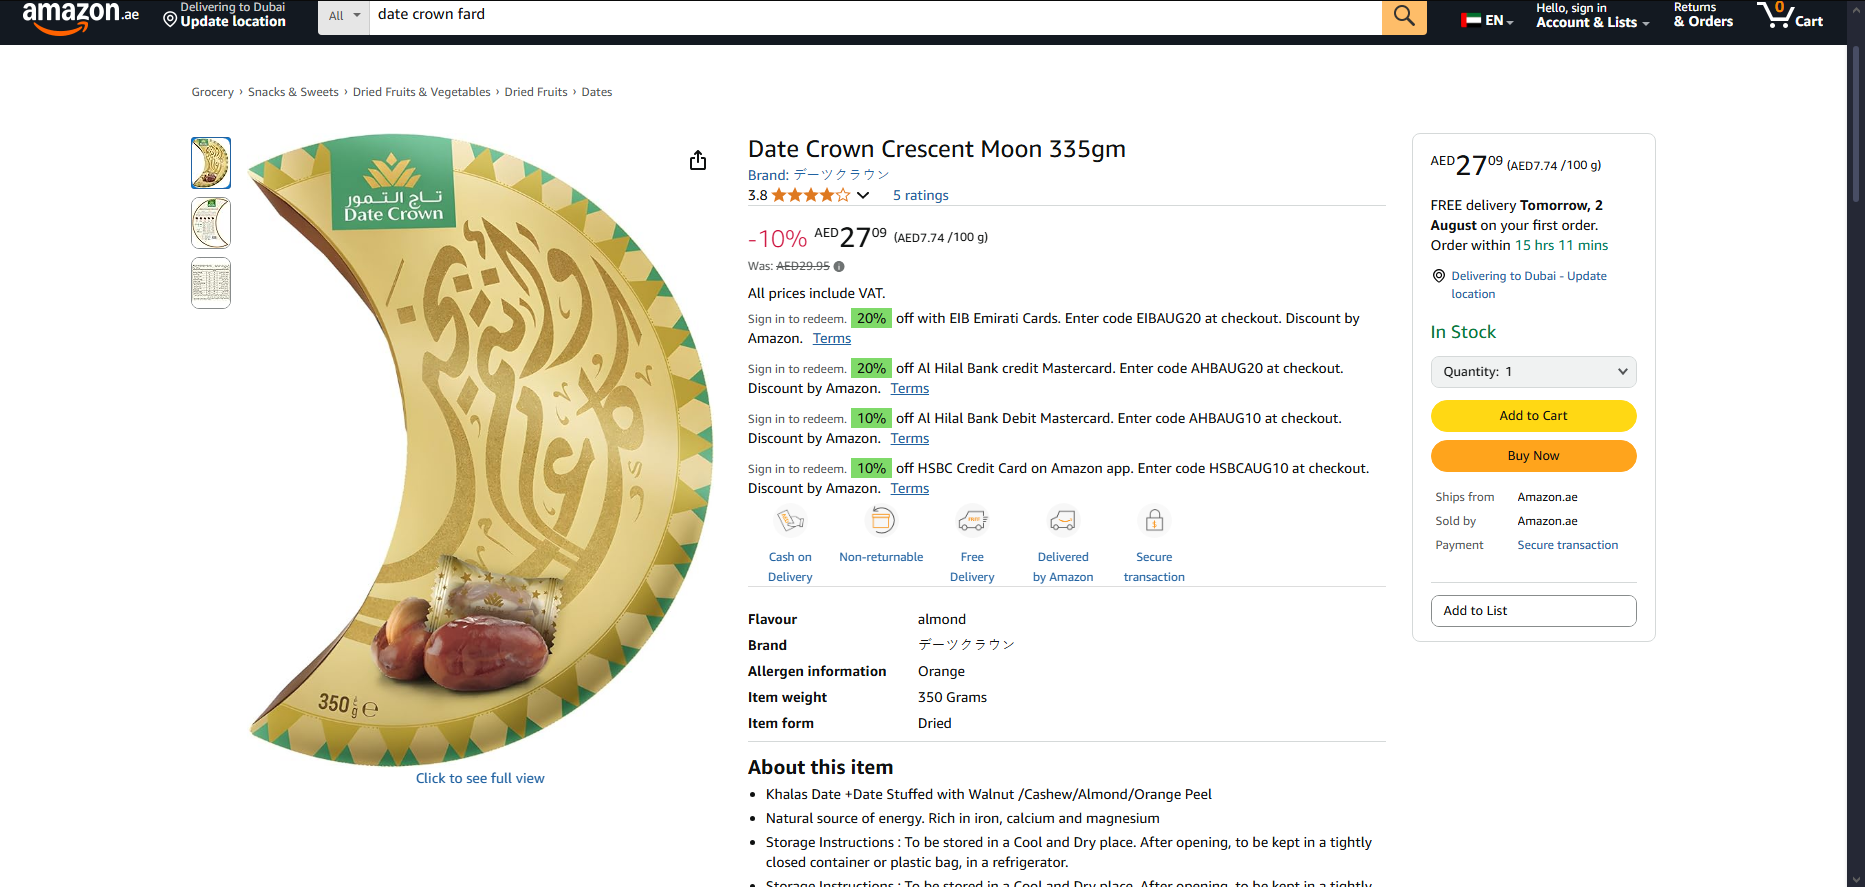 amazon.ae
Delivering to Dubai
Update location
All
date crown fard
EN
Hello, sign in
Account & Lists
Returns
& Orders
0
Cart
Grocery › Snacks & Sweets › Dried Fruits & Vegetables › Dried Fruits › Dates
تاج التمور
Date Crown
350 g e
Click to see full view
Date Crown Crescent Moon 335gm
Brand: デーツクラウン
3.8
5 ratings
-10% AED2709 (AED7.74 /100 g)
Was: AED29.95
All prices include VAT.
Sign in to redeem. 20% off with EIB Emirati Cards. Enter code EIBAUG20 at checkout. Discount by
Amazon. Terms
Sign in to redeem. 20% off Al Hilal Bank credit Mastercard. Enter code AHBAUG20 at checkout.
Discount by Amazon. Terms
Sign in to redeem. 10% off Al Hilal Bank Debit Mastercard. Enter code AHBAUG10 at checkout.
Discount by Amazon. Terms
Sign in to redeem. 10% off HSBC Credit Card on Amazon app. Enter code HSBCAUG10 at checkout.
Discount by Amazon. Terms
Cash on
Delivery
Non-returnable
Free
Delivery
Delivered
by Amazon
Secure
transaction
Flavour almond
Brand デーツクラウン
Allergen information Orange
Item weight 350 Grams
Item form Dried
About this item
Khalas Date +Date Stuffed with Walnut /Cashew/Almond/Orange Peel
Natural source of energy. Rich in iron, calcium and magnesium
Storage Instructions : To be stored in a Cool and Dry place. After opening, to be kept in a tightly
closed container or plastic bag, in a refrigerator.
Storage Instructions : To be stored in a Cool and Dry place. After opening, to be kept in a tightly
AED2709 (AED7.74 /100 g)
FREE delivery Tomorrow, 2
August on your first order.
Order within 15 hrs 11 mins
Delivering to Dubai - Update
location
In Stock
Quantity: 1
Add to Cart
Buy Now
Ships from Amazon.ae
Sold by Amazon.ae
Payment Secure transaction
Add to List